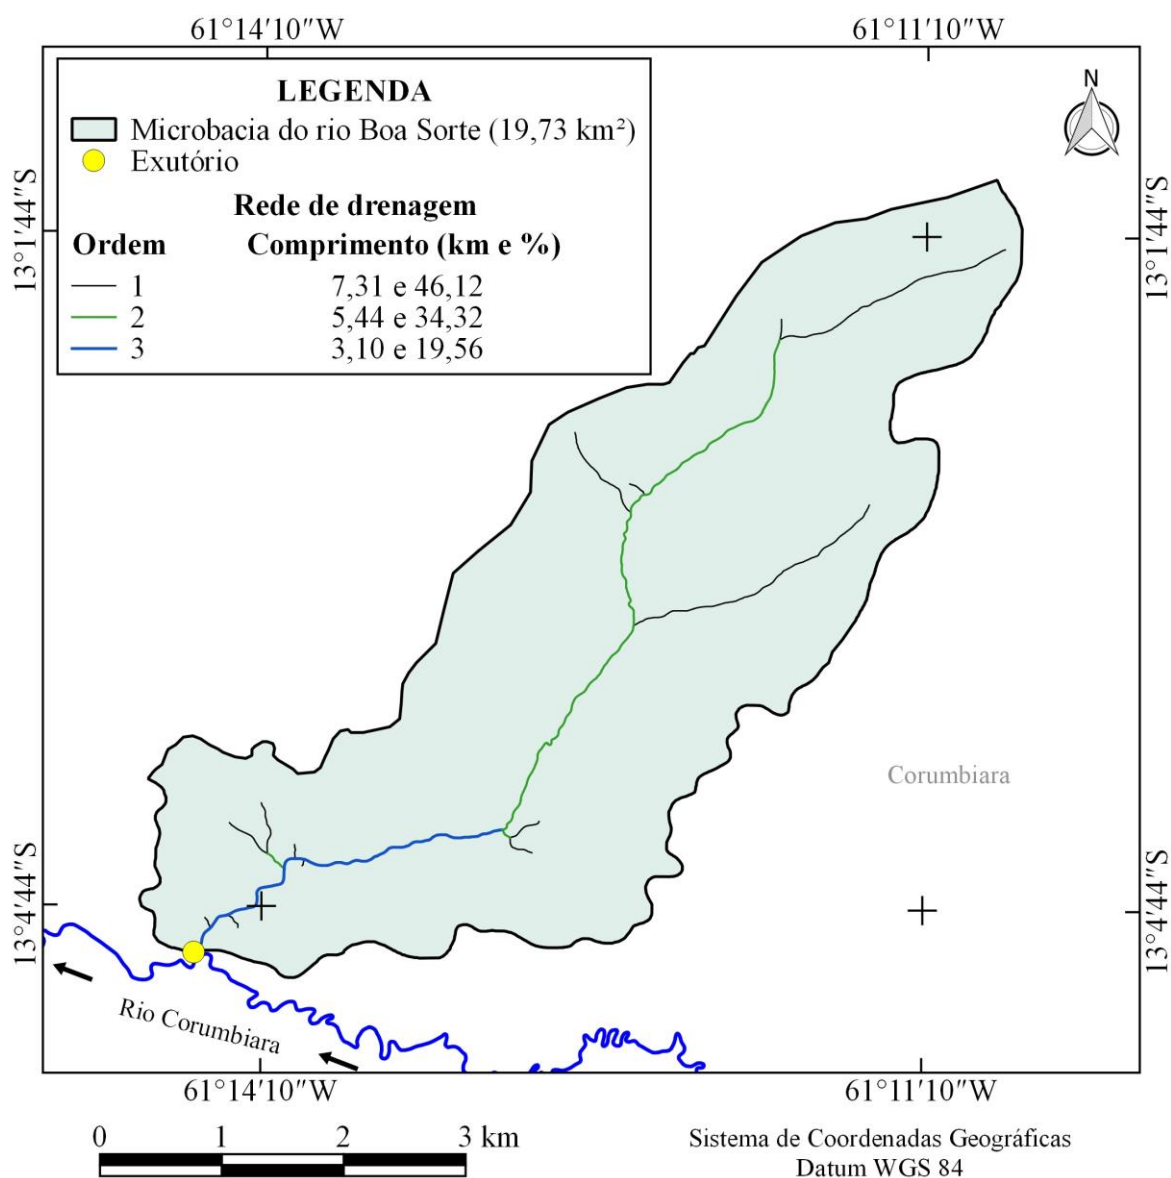 61°14'10"W 61°11'10"W
LEGENDA
Microbacia do rio Boa Sorte (19,73 km²)
Exutório
Rede de drenagem
Ordem Comprimento (km e %)
1 7,31 e 46,12
2 5,44 e 34,32
3 3,10 e 19,56
N
13°1'44"S
13°1'44"S
Corumbiara
13°4'44"S
13°4'44"S
Rio Corumbiara
61°14'10"W 61°11'10"W
0 1 2 3 km
Sistema de Coordenadas Geográficas
Datum WGS 84